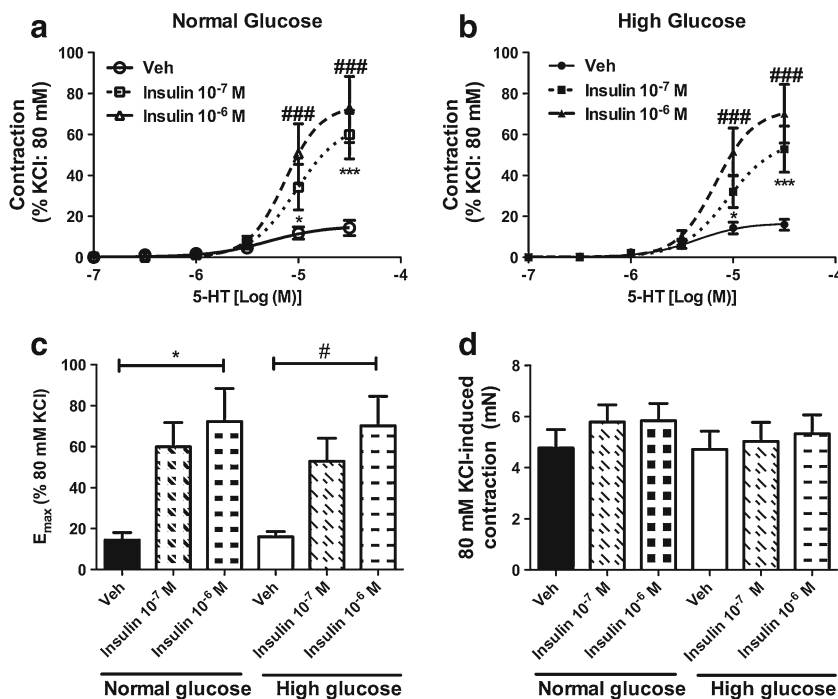 a
Normal Glucose
Contraction
(% KCl: 80 mM)
100
80
60
40
20
0
Veh
Insulin 10⁻⁷ M
Insulin 10⁻⁶ M
###
###
*
***
-7
-6
-5
-4
5-HT [Log (M)]
b
High Glucose
Contraction
(% KCl: 80 mM)
100
80
60
40
20
0
Veh
Insulin 10⁻⁷ M
Insulin 10⁻⁶ M
###
###
*
***
-7
-6
-5
-4
5-HT [Log (M)]
c
Emax (% 80 mM KCl)
100
80
60
40
20
0
*
#
Veh
Insulin 10⁻⁷ M
Insulin 10⁻⁶ M
Veh
Insulin 10⁻⁷ M
Insulin 10⁻⁶ M
Normal glucose
High glucose
d
80 mM KCl-induced
contraction (mN)
8
6
4
2
0
Veh
Insulin 10⁻⁷ M
Insulin 10⁻⁶ M
Veh
Insulin 10⁻⁷ M
Insulin 10⁻⁶ M
Normal glucose
High glucose